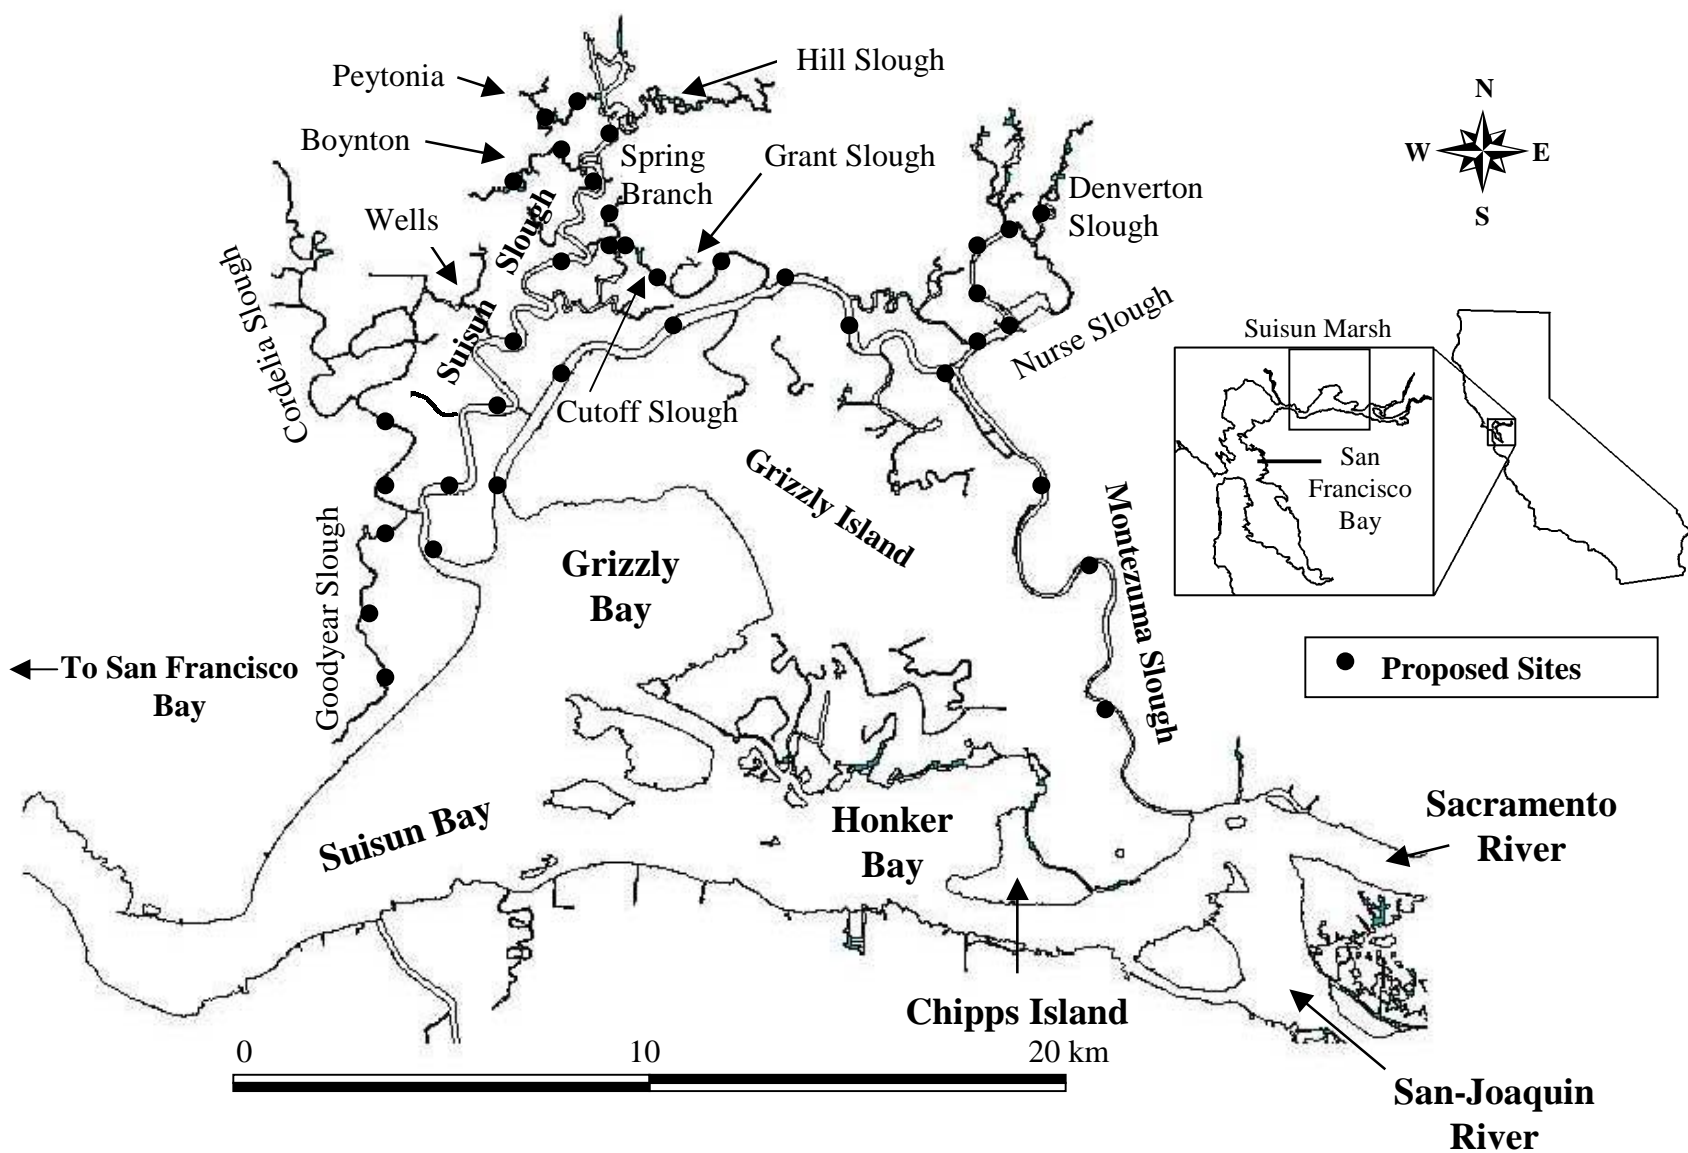 Hill Slough
Peytonia
Boynton
Spring
Branch
Grant Slough
N
W
E
S
Denverton
Slough
Wells
Suisun
Slough
Cordelia Slough
Nurse Slough
Cutoff Slough
Suisun Marsh
San
Francisco
Bay
Grizzly Island
Montezuma Slough
Grizzly
Bay
Goodyear Slough
To San Francisco
Bay
Proposed Sites
Suisun Bay
Honker
Bay
Sacramento
River
Chipps Island
0
10
20 km
San-Joaquin
River